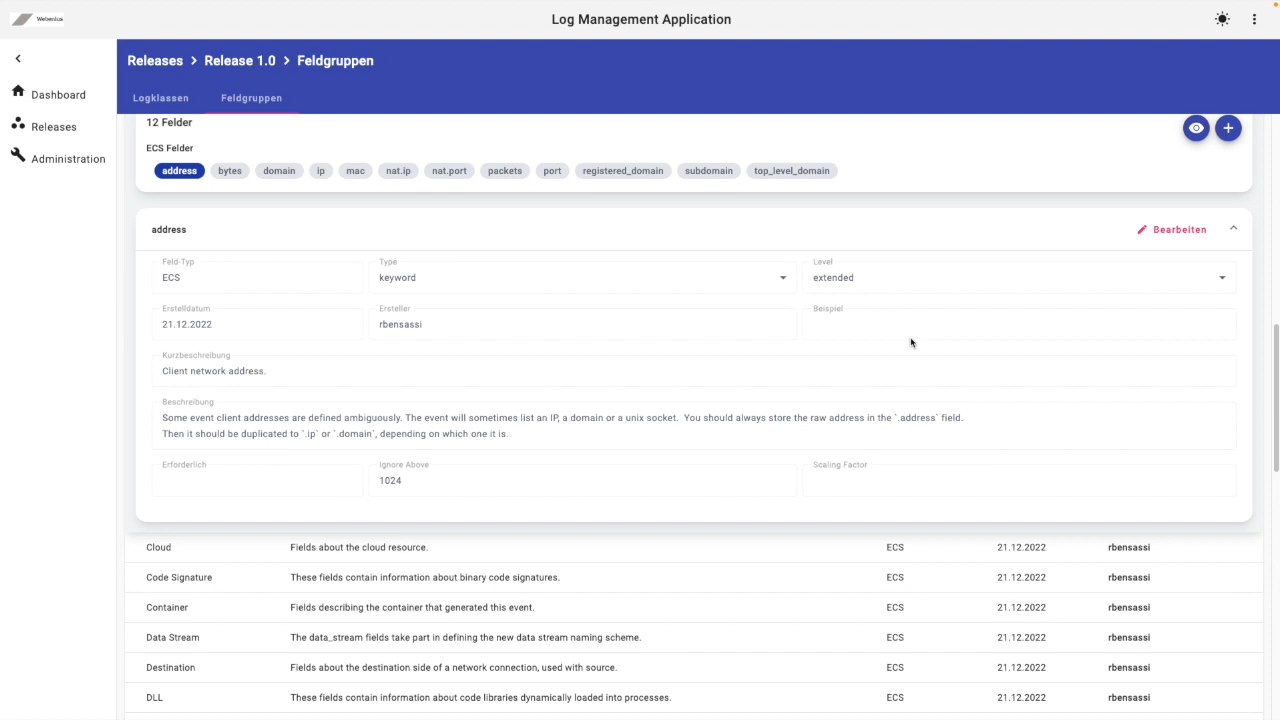 Webenius
Log Management Application
Releases > Release 1.0 > Feldgruppen
Dashboard
Releases
Administration
Logklassen Feldgruppen
12 Felder
ECS Felder
address bytes domain ip mac nat.ip nat.port packets port registered_domain subdomain top_level_domain
address Bearbeiten
Feld-Typ Type Level
ECS keyword extended
Erstelldatum Ersteller Beispiel
21.12.2022 rbensassi
Kurzbeschreibung
Client network address.
Beschreibung
Some event client addresses are defined ambiguously. The event will sometimes list an IP, a domain or a unix socket.  You should always store the raw address in the `.address` field.
Then it should be duplicated to `.ip` or `.domain`, depending on which one it is.
Erforderlich Ignore Above Scaling Factor
1024
Cloud Fields about the cloud resource. ECS 21.12.2022 rbensassi
Code Signature These fields contain information about binary code signatures. ECS 21.12.2022 rbensassi
Container Fields describing the container that generated this event. ECS 21.12.2022 rbensassi
Data Stream The data_stream fields take part in defining the new data stream naming scheme. ECS 21.12.2022 rbensassi
Destination Fields about the destination side of a network connection, used with source. ECS 21.12.2022 rbensassi
DLL These fields contain information about code libraries dynamically loaded into processes. ECS 21.12.2022 rbensassi